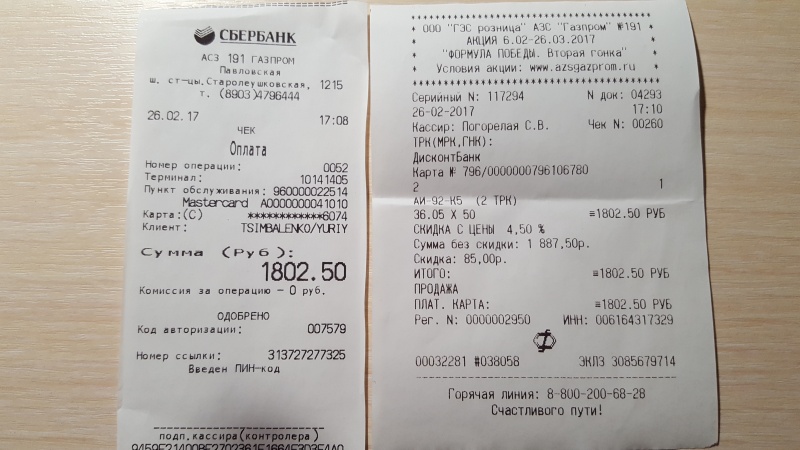 СБЕРБАНК
АЗС 191 ГАЗПРОМ
Павловская
ш. ст-цы.Старолеушковская, 1215
т. (8903)4796444
26.02.17 17:08
ЧЕК
Оплата
Номер операции: 0052
Терминал: 10141405
Пункт обслуживания: 960000022514
Mastercard A0000000041010
Карта:(C) ************6074
Клиент: TSIMBALENKO/YURIY
Сумма (Руб):
1802.50
Комиссия за операцию – 0 руб.
ОДОБРЕНО
Код авторизации: 007579
Номер ссылки: 313727277325
Введен ПИН-код
подп.кассира(контролера)
ООО "ГЭС розница" АЗС "Газпром" №191
АКЦИЯ 6.02-26.03.2017
"ФОРМУЛА ПОБЕДЫ. Вторая гонка"
Условия акции: www.azsgazprom.ru
Серийный N: 117294 N док: 04293
26-02-2017 17:10
Кассир: Погорелая С.В. Чек N: 00260
ТРК(МРК,ГНК):
ДисконтБанк
Карта № 796/0000000796106780
2 1
АИ-92-К5 (2 ТРК)
36.05 X 50 ≡1802.50 РУБ
СКИДКА С ЦЕНЫ 4,50 %
Сумма без скидки: 1 887,50р.
Скидка: 85,00р.
ИТОГО: ≡1802.50 РУБ
ПРОДАЖА
ПЛАТ. КАРТА: ≡1802.50 РУБ
Рег. N: 0000002950 ИНН: 006164317329
00032281 #038058 ЭКЛЗ 3085679714
Горячая линия: 8-800-200-68-28
Счастливого пути!